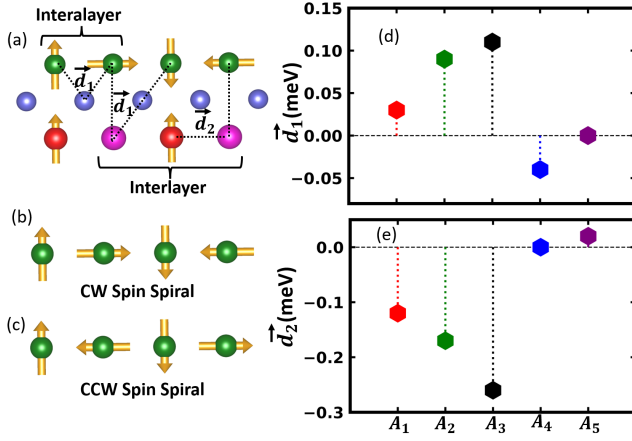 Interalayer
(a)
d₁
d₁
d₂
Interlayer
(b)
CW Spin Spiral
(c)
CCW Spin Spiral
(d)
d₁(meV)
0.15
0.10
0.05
0.00
−0.05
(e)
d₂(meV)
0.0
−0.1
−0.2
−0.3
A₁ A₂ A₃ A₄ A₅